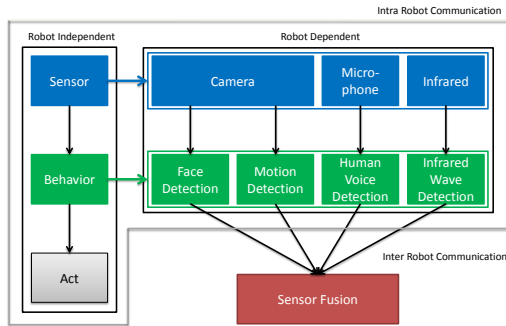 Intra Robot Communication
Robot Independent
Robot Dependent
Sensor
Camera
Micro-
phone
Infrared
Behavior
Face
Detection
Motion
Detection
Human
Voice
Detection
Infrared
Wave
Detection
Act
Inter Robot Communication
Sensor Fusion